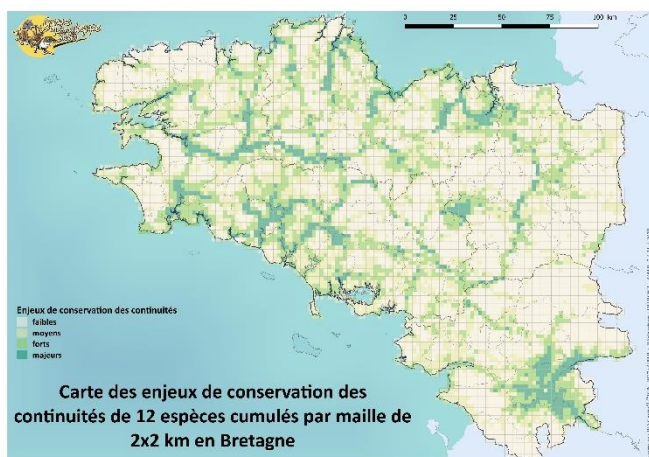 0 25 50 75 100 km
Enjeux de conservation des continuités
faibles
moyens
forts
majeurs
Carte des enjeux de conservation des
continuités de 12 espèces cumulés par maille de
2x2 km en Bretagne